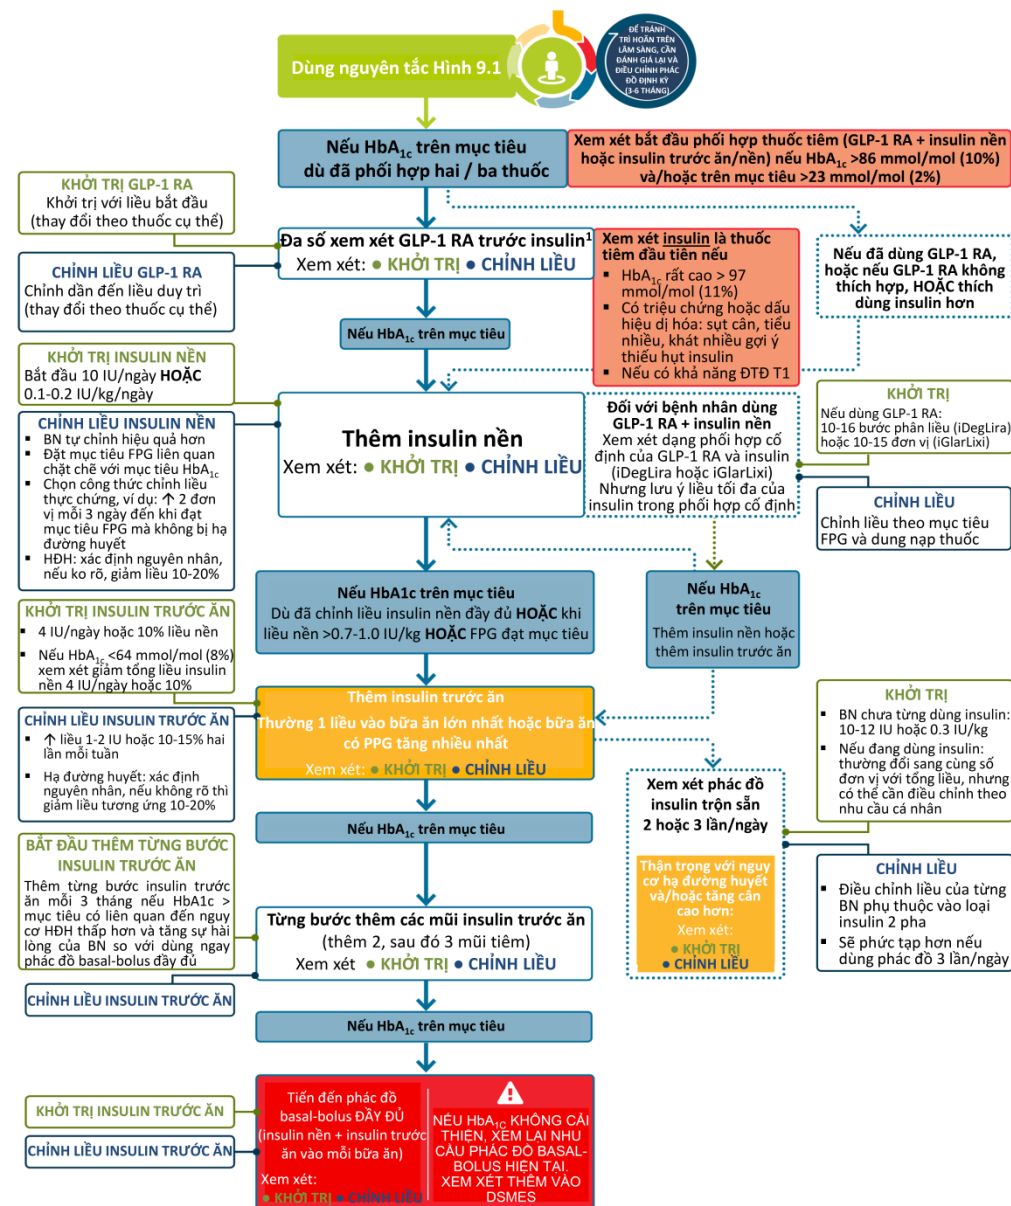 Dùng nguyên tắc Hình 9.1
ĐỂ TRÁNH
TRÌ HOÃN TRÊN
LÂM SÀNG, CẦN
ĐÁNH GIÁ LẠI VÀ
ĐIỀU CHỈNH PHÁC
ĐỒ ĐỊNH KỲ
(3-6 THÁNG)
Nếu HbA1c trên mục tiêu
dù đã phối hợp hai / ba thuốc
Xem xét bắt đầu phối hợp thuốc tiêm (GLP-1 RA + insulin nền
hoặc insulin trước ăn/nền) nếu HbA1c >86 mmol/mol (10%)
và/hoặc trên mục tiêu >23 mmol/mol (2%)
KHỞI TRỊ GLP-1 RA
Khởi trị với liều bắt đầu
(thay đổi theo thuốc cụ thể)
CHỈNH LIỀU GLP-1 RA
Chỉnh dần đến liều duy trì
(thay đổi theo thuốc cụ thể)
Đa số xem xét GLP-1 RA trước insulin1
Xem xét: ● KHỞI TRỊ ● CHỈNH LIỀU
Xem xét insulin là thuốc
tiêm đầu tiên nếu
▪ HbA1c rất cao > 97
mmol/mol (11%)
▪ Có triệu chứng hoặc dấu
hiệu dị hóa: sụt cân, tiểu
nhiều, khát nhiều gợi ý
thiếu hụt insulin
▪ Nếu có khả năng ĐTĐ T1
Nếu đã dùng GLP-1 RA,
hoặc nếu GLP-1 RA không
thích hợp, HOẶC thích
dùng insulin hơn
Nếu HbA1c trên mục tiêu
KHỞI TRỊ INSULIN NỀN
Bắt đầu 10 IU/ngày HOẶC
0.1-0.2 IU/kg/ngày
CHỈNH LIỀU INSULIN NỀN
▪ BN tự chỉnh hiệu quả hơn
▪ Đặt mục tiêu FPG liên quan
chặt chẽ với mục tiêu HbA1c
▪ Chọn công thức chỉnh liều
thực chứng, ví dụ: ↑ 2 đơn
vị mỗi 3 ngày đến khi đạt
mục tiêu FPG mà không bị hạ
đường huyết
▪ HĐH: xác định nguyên nhân,
nếu ko rõ, giảm liều 10-20%
Thêm insulin nền
Xem xét: ● KHỞI TRỊ ● CHỈNH LIỀU
Đối với bệnh nhân dùng
GLP-1 RA + insulin nền
Xem xét dạng phối hợp cố
định của GLP-1 RA và insulin
(iDegLira hoặc iGlarLixi)
Nhưng lưu ý liều tối đa của
insulin trong phối hợp cố định
KHỞI TRỊ
Nếu dùng GLP-1 RA:
10-16 bước phân liều (iDegLira)
hoặc 10-15 đơn vị (iGlarLixi)
CHỈNH LIỀU
Chỉnh liều theo mục tiêu
FPG và dung nạp thuốc
Nếu HbA1c trên mục tiêu
Dù đã chỉnh liều insulin nền đầy đủ HOẶC khi
liều nền >0.7-1.0 IU/kg HOẶC FPG đạt mục tiêu
Nếu HbA1c
trên mục tiêu
Thêm insulin nền hoặc
thêm insulin trước ăn
KHỞI TRỊ INSULIN TRƯỚC ĂN
▪ 4 IU/ngày hoặc 10% liều nền
▪ Nếu HbA1c <64 mmol/mol (8%)
xem xét giảm tổng liều insulin
nền 4 IU/ngày hoặc 10%
CHỈNH LIỀU INSULIN TRƯỚC ĂN
▪ ↑ liều 1-2 IU hoặc 10-15% hai
lần mỗi tuần
▪ Hạ đường huyết: xác định
nguyên nhân, nếu không rõ thì
giảm liều tương ứng 10-20%
Thêm insulin trước ăn
Thường 1 liều vào bữa ăn lớn nhất hoặc bữa ăn
có PPG tăng nhiều nhất
Xem xét: ● KHỞI TRỊ ● CHỈNH LIỀU
KHỞI TRỊ
▪ BN chưa từng dùng insulin:
10-12 IU hoặc 0.3 IU/kg
▪ Nếu đang dùng insulin:
thường đổi sang cùng số
đơn vị với tổng liều, nhưng
có thể cần điều chỉnh theo
nhu cầu cá nhân
Xem xét phác đồ
insulin trộn sẵn
2 hoặc 3 lần/ngày
Thận trọng với nguy
cơ hạ đường huyết
và/hoặc tăng cân
cao hơn:
Xem xét:
● KHỞI TRỊ
● CHỈNH LIỀU
CHỈNH LIỀU
▪ Điều chỉnh liều của từng
BN phụ thuộc vào loại
insulin 2 pha
▪ Sẽ phức tạp hơn nếu
dùng phác đồ 3 lần/ngày
Nếu HbA1c trên mục tiêu
BẮT ĐẦU THÊM TỪNG BƯỚC
INSULIN TRƯỚC ĂN
Thêm từng bước insulin trước
ăn mỗi 3 tháng nếu HbA1c >
mục tiêu có liên quan đến nguy
cơ HĐH thấp hơn và tăng sự hài
lòng của BN so với dùng ngay
phác đồ basal-bolus đầy đủ
CHỈNH LIỀU INSULIN TRƯỚC ĂN
Từng bước thêm các mũi insulin trước ăn
(thêm 2, sau đó 3 mũi tiêm)
Xem xét ● KHỞI TRỊ ● CHỈNH LIỀU
Nếu HbA1c trên mục tiêu
KHỞI TRỊ INSULIN TRƯỚC ĂN
CHỈNH LIỀU INSULIN TRƯỚC ĂN
Tiến đến phác đồ
basal-bolus ĐẦY ĐỦ
(insulin nền + insulin trước
ăn vào mỗi bữa ăn)
Xem xét:
● KHỞI TRỊ ● CHỈNH LIỀU
NẾU HbA1C KHÔNG CẢI
THIỆN, XEM LẠI NHU
CẦU PHÁC ĐỒ BASAL-
BOLUS HIỆN TẠI.
XEM XÉT THÊM VÀO
DSMES